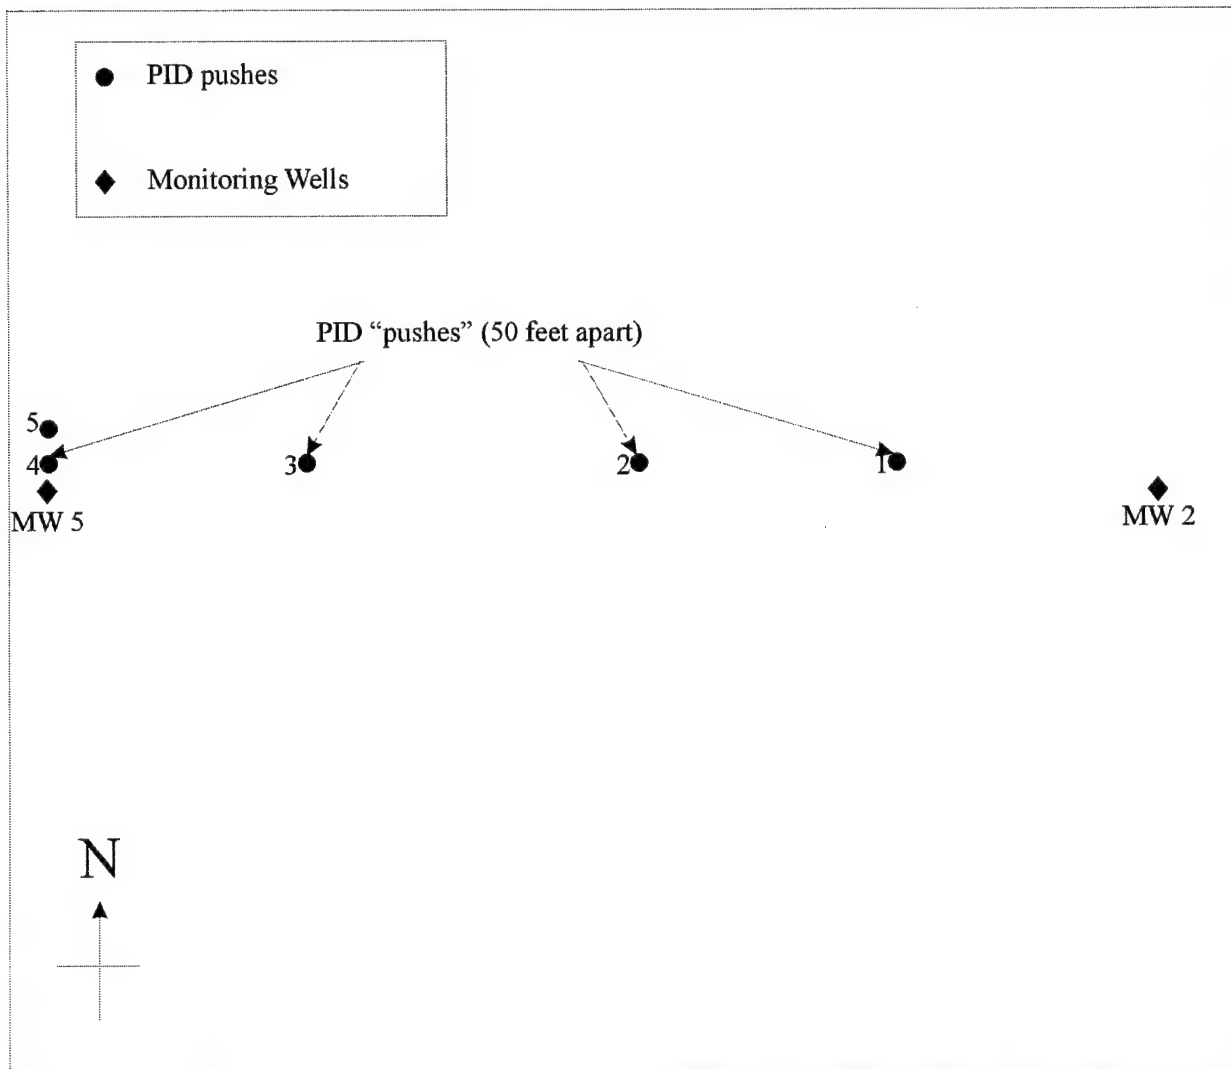 PID pushes
Monitoring Wells
PID “pushes” (50 feet apart)
5
4
3
2
1
MW 5
MW 2
N